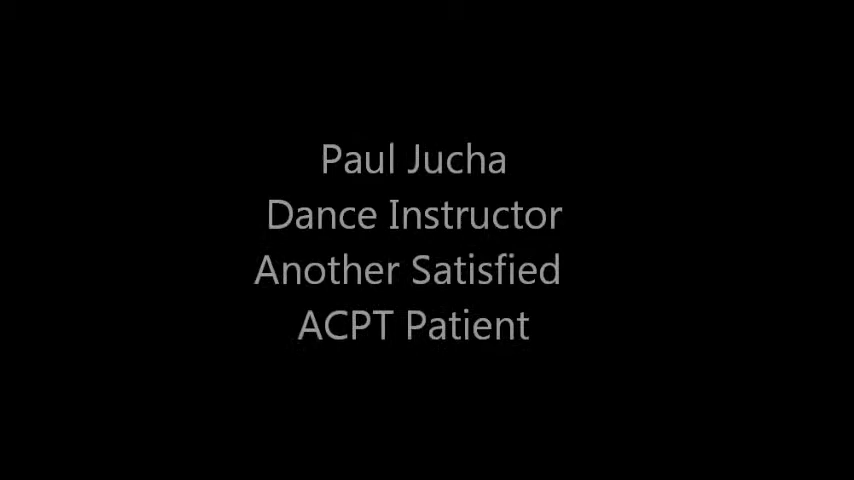 Paul Jucha
Dance Instructor
Another Satisfied
ACPT Patient